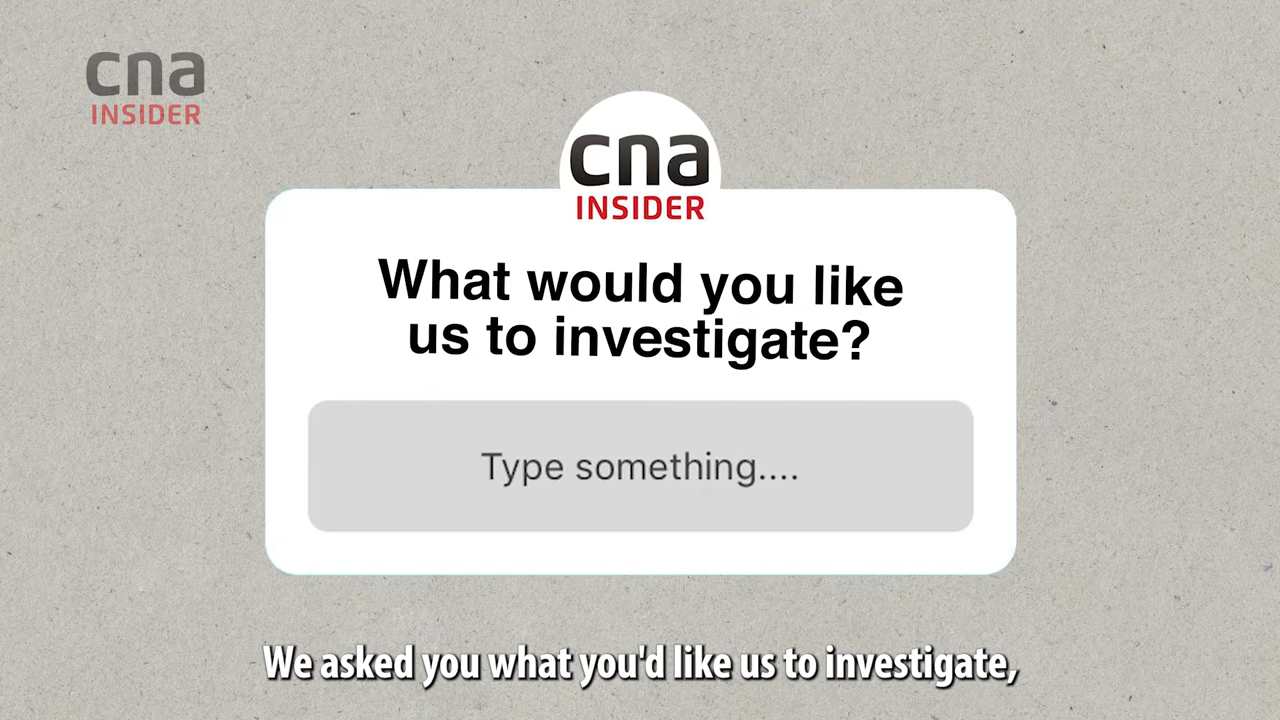 cna
INSIDER
cna
INSIDER
What would you like
us to investigate?
Type something....
We asked you what you'd like us to investigate,